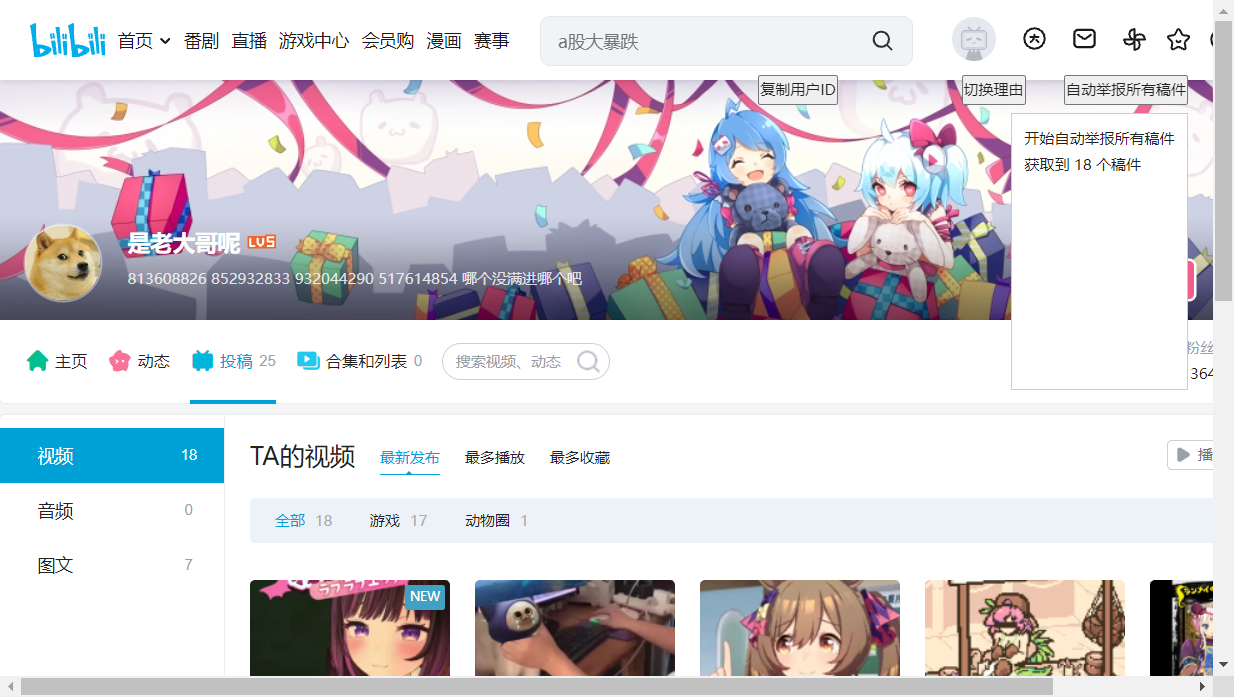 bilibili 首页 番剧 直播 游戏中心 会员购 漫画 赛事 a股大暴跌
复制用户ID 切换理由 自动举报所有稿件
开始自动举报所有稿件
获取到 18 个稿件
是老大哥呢 LV5
813608826 852932833 932044290 517614854 哪个没满进哪个吧
主页 动态 投稿 25 合集和列表 0 搜索视频、动态 粉丝
364
视频 18
TA的视频 最新发布 最多播放 最多收藏 播
音频 0
全部 18 游戏 17 动物圈 1
图文 7
NEW